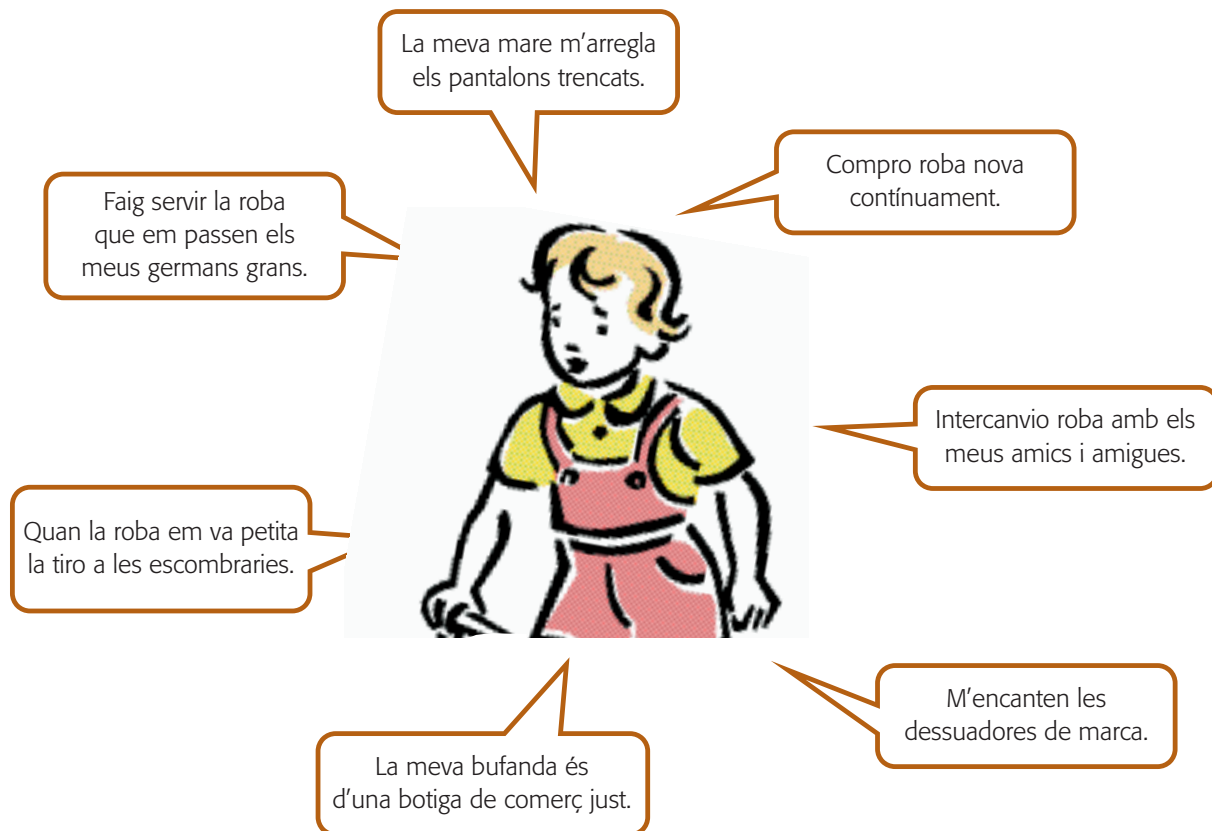 La meva mare m’arregla
els pantalons trencats.
Compro roba nova
contínuament.
Faig servir la roba
que em passen els
meus germans grans.
Intercanvio roba amb els
meus amics i amigues.
Quan la roba em va petita
la tiro a les escombraries.
M’encanten les
dessuadores de marca.
La meva bufanda és
d’una botiga de comerç just.